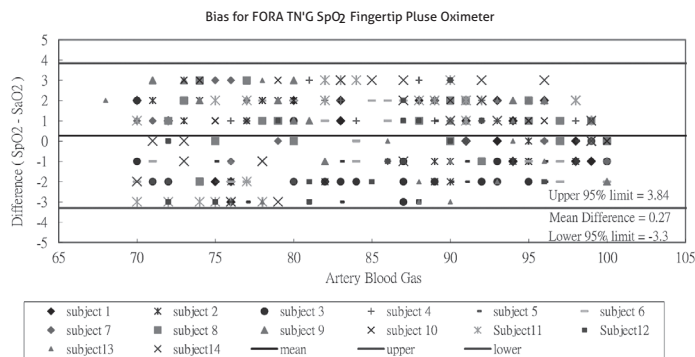 Bias for FORA TN'G SpO2 Fingertip Pluse Oximeter
Difference ( SpO2 - SaO2 )
5
4
3
2
1
0
-1
-2
-3
-4
-5
Upper 95% limit = 3.84
Mean Difference = 0.27
Lower 95% limit = -3.3
65 70 75 80 85 90 95 100 105
Artery Blood Gas
subject 1 subject 2 subject 3 subject 4 subject 5 subject 6
subject 7 subject 8 subject 9 subject 10 Subject11 Subject12
subject13 subject14 mean upper lower